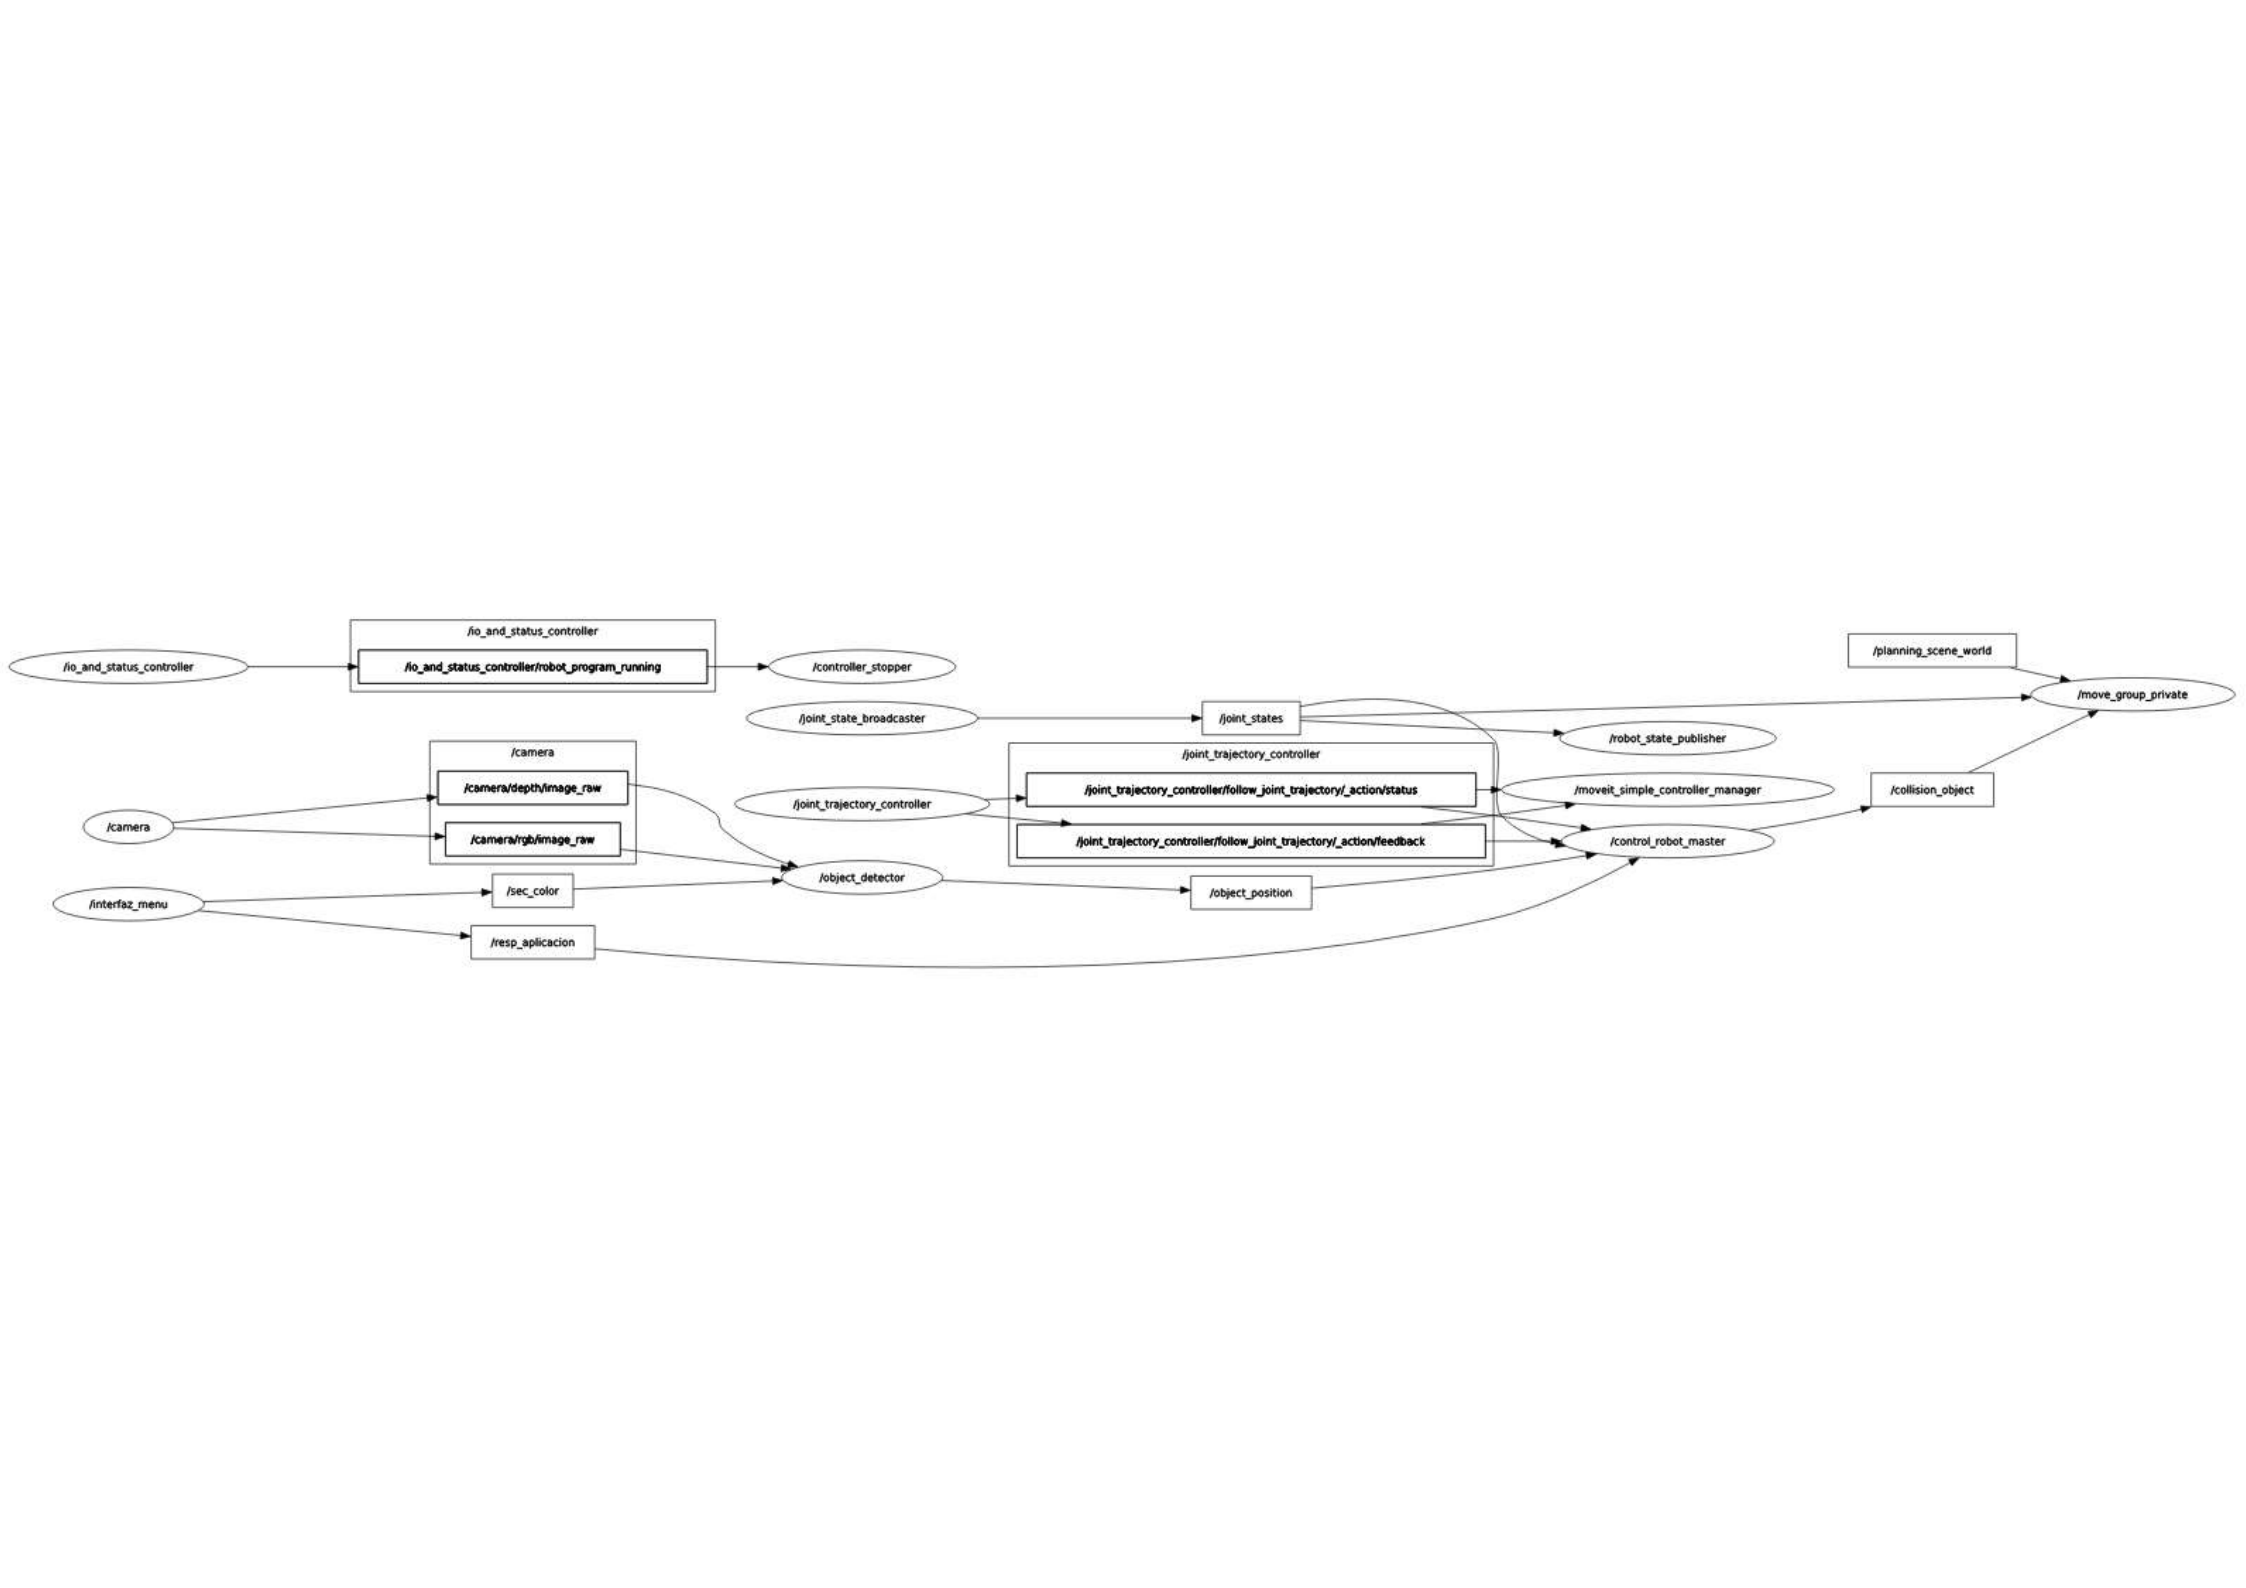 /io_and_status_controller
/io_and_status_controller
/io_and_status_controller/robot_program_running
/controller_stopper
/planning_scene_world
/move_group_private
/joint_state_broadcaster
/joint_states
/robot_state_publisher
/camera
/camera/depth/image_raw
/camera/rgb/image_raw
/camera
/joint_trajectory_controller
/joint_trajectory_controller
/joint_trajectory_controller/follow_joint_trajectory/_action/status
/joint_trajectory_controller/follow_joint_trajectory/_action/feedback
/moveit_simple_controller_manager
/collision_object
/control_robot_master
/object_detector
/interfaz_menu
/sec_color
/object_position
/resp_aplicacion